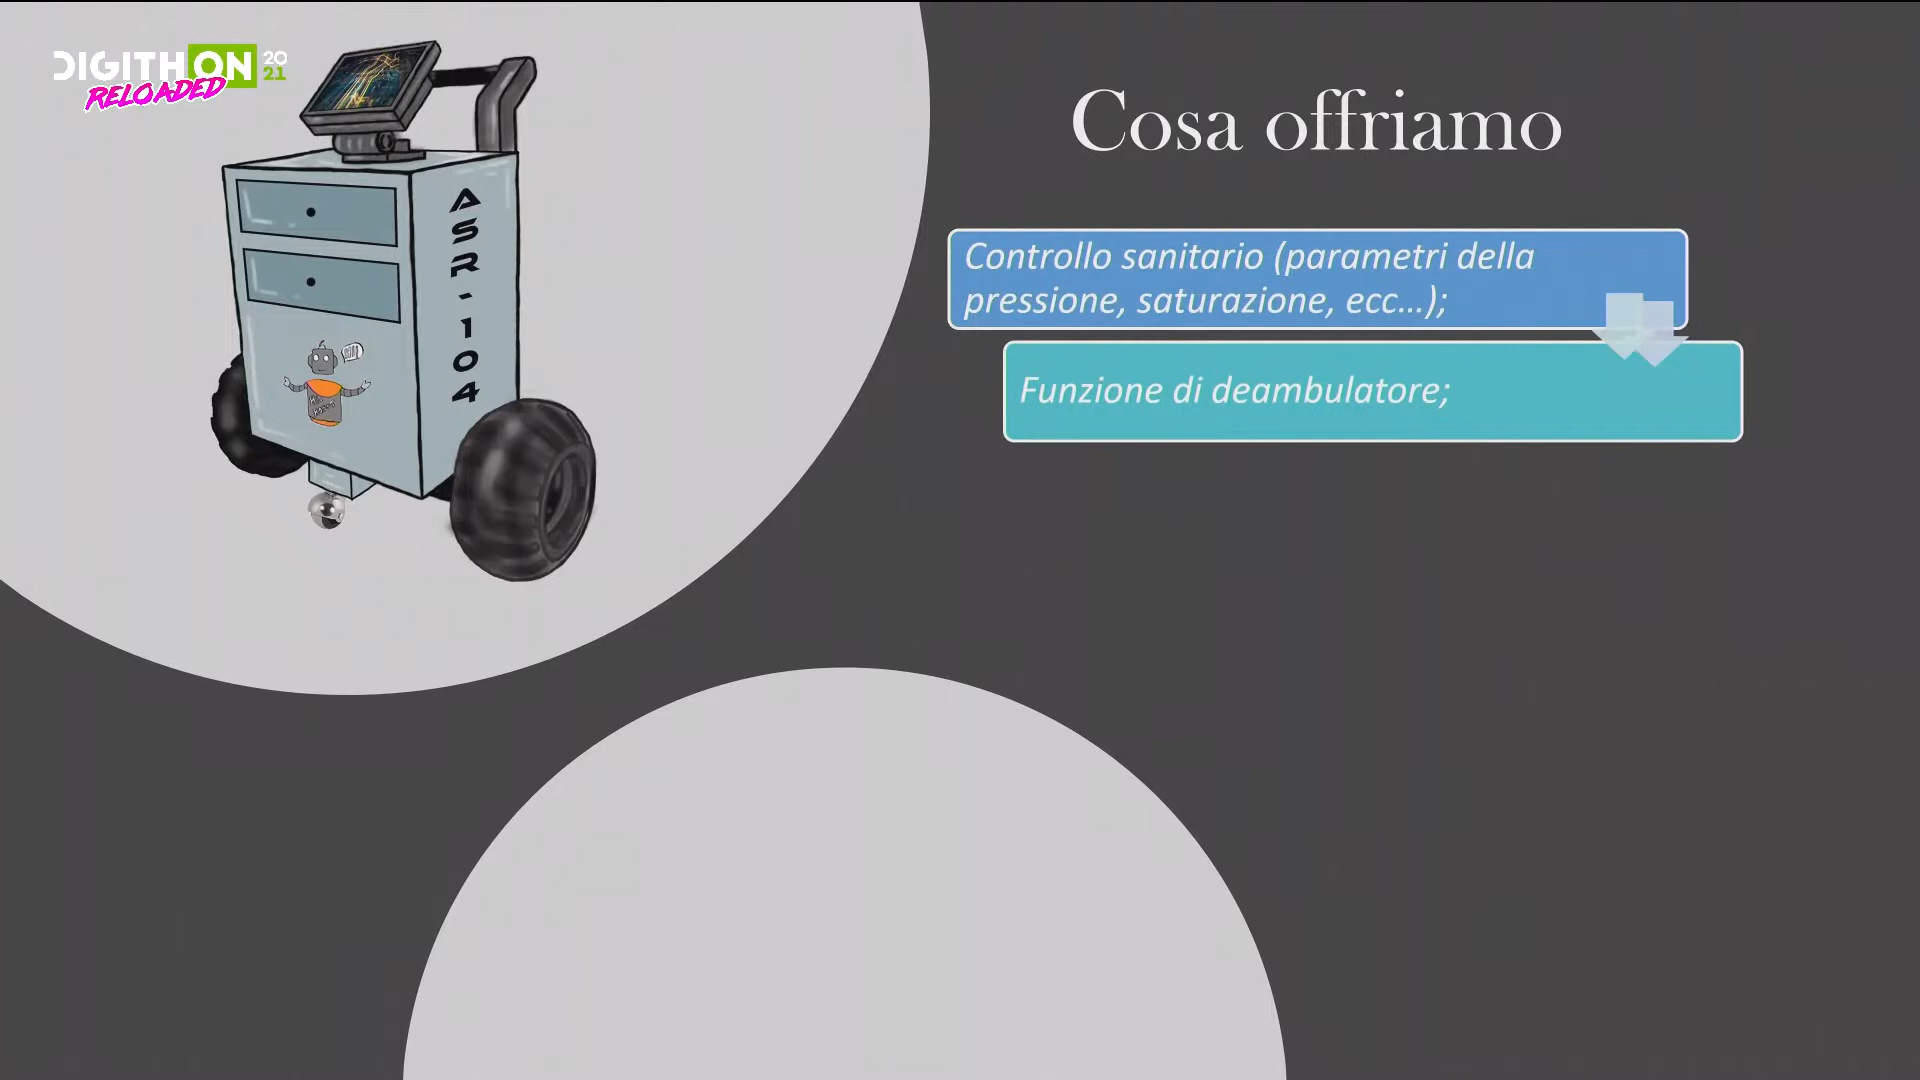 DIGITHON 2021
RELOADED
Cosa offriamo
ASR-104
Controllo sanitario (parametri della
pressione, saturazione, ecc...);
Funzione di deambulatore;